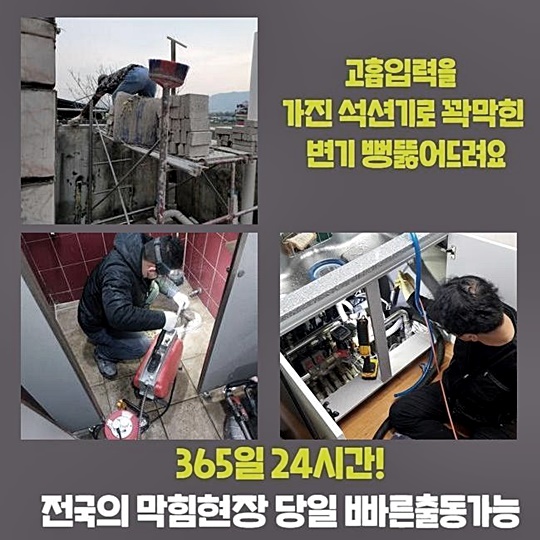 고흡입력을
가진 석션기로 꽉막힌
변기 뻥뚫어드려요
365일 24시간!
전국의 막힘현장 당일 빠른출동가능